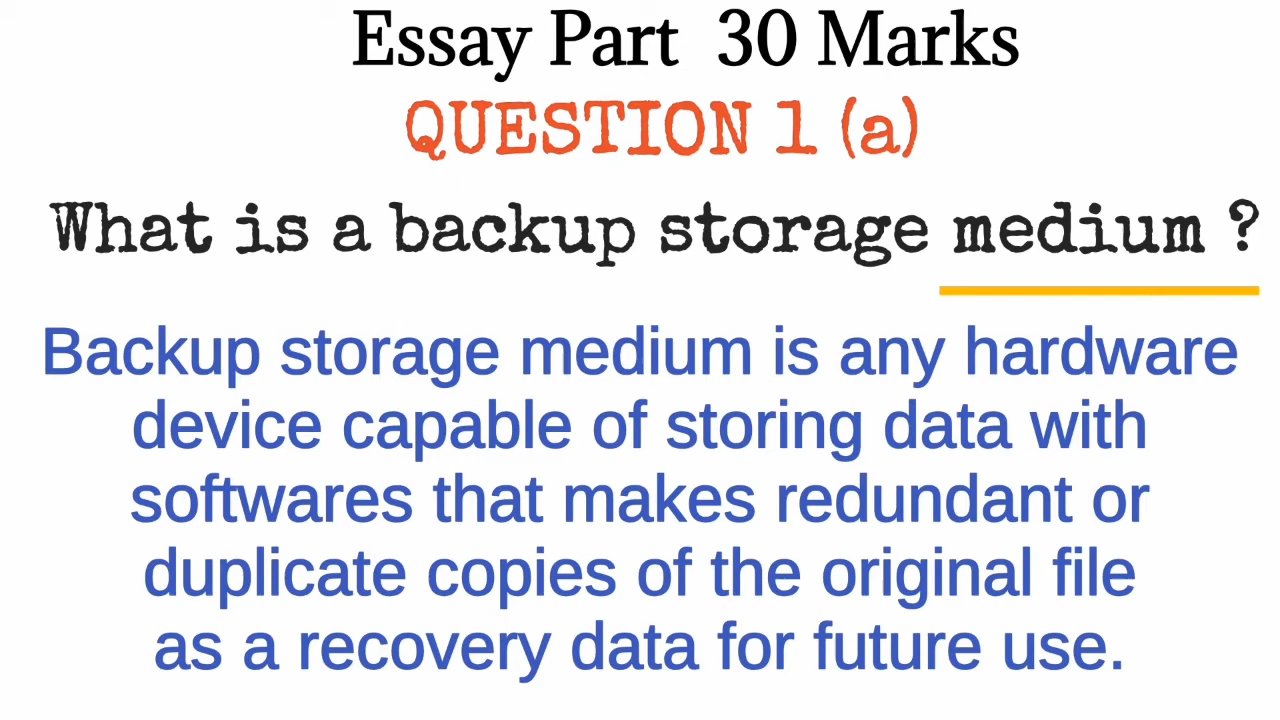 Essay Part 30 Marks
QUESTION 1 (a)
What is a backup storage medium ?
Backup storage medium is any hardware
device capable of storing data with
softwares that makes redundant or
duplicate copies of the original file
as a recovery data for future use.